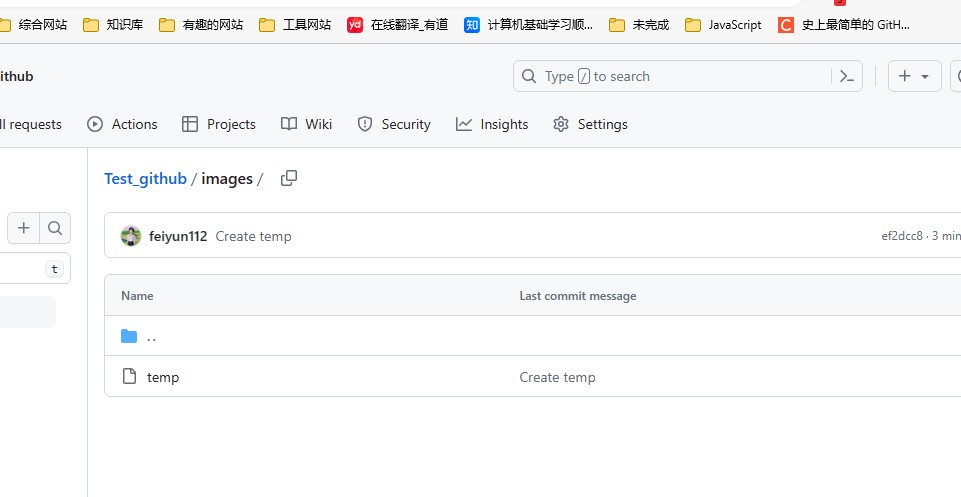 综合网站 知识库 有趣的网站 工具网站 yd 在线翻译_有道 知 计算机基础学习顺... 未完成 JavaScript C 史上最简单的 GitH...
ithub Type / to search
ll requests Actions Projects Wiki Security Insights Settings
Test_github / images /
feiyun112 Create temp ef2dcc8 · 3 min
t
Name Last commit message
..
temp Create temp